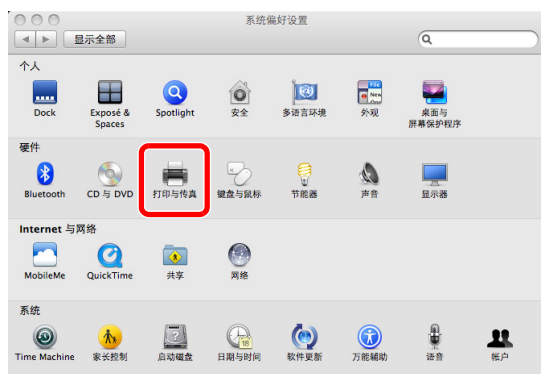 系统偏好设置
显示全部
个人
Dock
Exposé & Spaces
Spotlight
安全
多语言环境
外观
桌面与
屏幕保护程序
硬件
Bluetooth
CD 与 DVD
打印与传真
键盘与鼠标
节能器
声音
显示器
Internet 与网络
MobileMe
QuickTime
共享
网络
系统
Time Machine
家长控制
启动磁盘
日期与时间
软件更新
万能辅助
语音
帐户